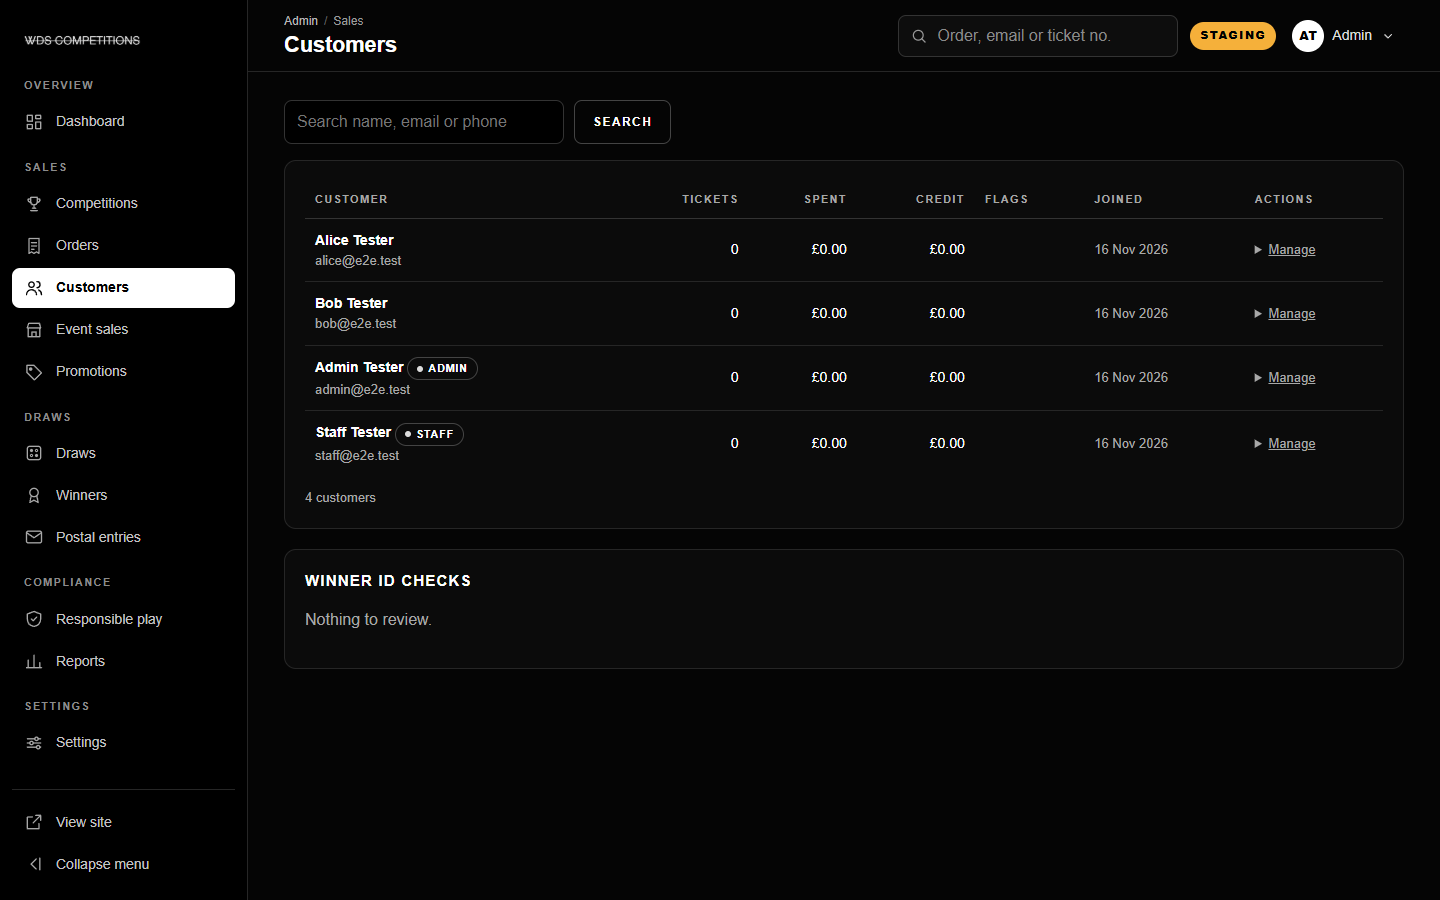 WDS COMPETITIONS
OVERVIEW
Dashboard
SALES
Competitions
Orders
Customers
Event sales
Promotions
DRAWS
Draws
Winners
Postal entries
COMPLIANCE
Responsible play
Reports
SETTINGS
Settings
View site
Collapse menu
Admin / Sales
Customers
Order, email or ticket no.
STAGING
AT Admin
Search name, email or phone
SEARCH
CUSTOMER TICKETS SPENT CREDIT FLAGS JOINED ACTIONS
Alice Tester
alice@e2e.test
0 £0.00 £0.00 16 Nov 2026 Manage
Bob Tester
bob@e2e.test
0 £0.00 £0.00 16 Nov 2026 Manage
Admin Tester ADMIN
admin@e2e.test
0 £0.00 £0.00 16 Nov 2026 Manage
Staff Tester STAFF
staff@e2e.test
0 £0.00 £0.00 16 Nov 2026 Manage
4 customers
WINNER ID CHECKS
Nothing to review.